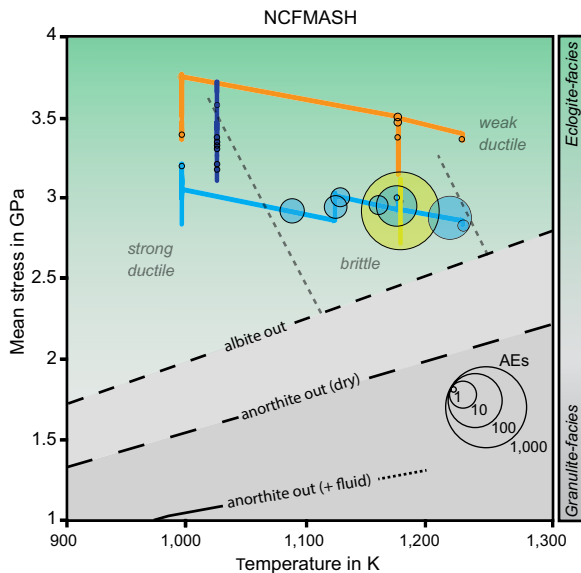 NCFMASH
4
3.5
3
2.5
2
1.5
1
Mean stress in GPa
900
1,000
1,100
1,200
1,300
Temperature in K
strong
ductile
brittle
weak
ductile
albite out
anorthite out (dry)
anorthite out (+ fluid)
AEs
1
10
100
1,000
Eclogite-facies
Granulite-facies